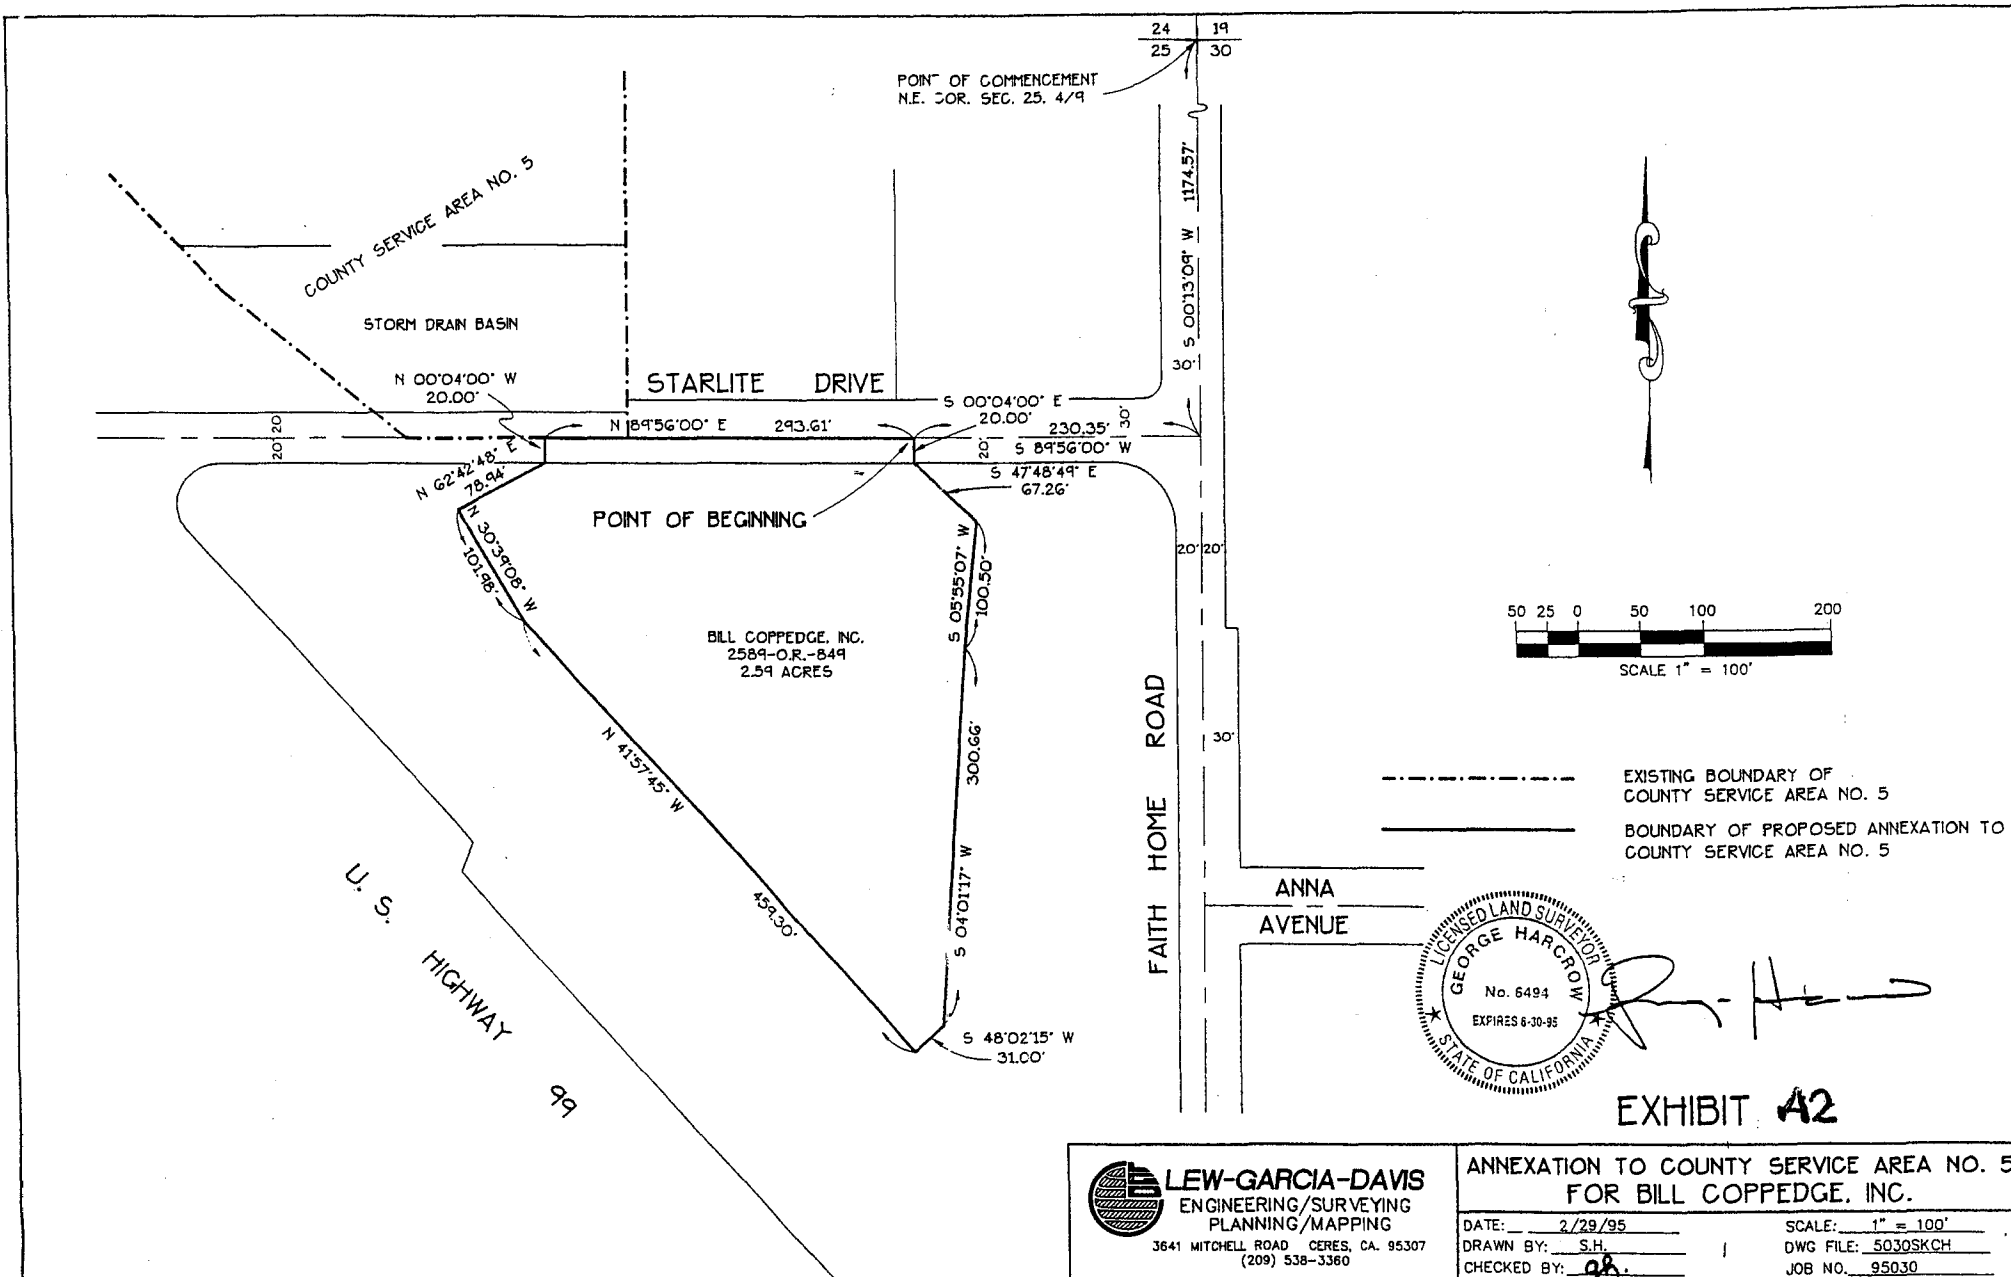 24 19
25 30
POINT OF COMMENCEMENT
N.E. COR. SEC. 25. 4/9
S 00°13'09" W 1174.57'
30'
COUNTY SERVICE AREA NO. 5
STORM DRAIN BASIN
N 00°04'00" W
20.00'
STARLITE DRIVE
S 00°04'00" E
20.00'
30'
20' 20'
N 89°56'00" E 293.61'
230.35'
20'
S 89°56'00" W
N 62°42'48" E
78.94'
S 47°48'49" E
67.26'
POINT OF BEGINNING
N 30°39'08" W
101.98'
S 05°55'07" W
100.50'
20' 20'
BILL COPPEDGE, INC.
2589-O.R.-849
2.59 ACRES
50 25 0 50 100 200
SCALE 1" = 100'
FAITH HOME ROAD
30'
N 41°57'45" W
459.30'
300.66'
S 04°01'17" W
S 48°02'15" W
31.00'
U. S. HIGHWAY 99
EXISTING BOUNDARY OF
COUNTY SERVICE AREA NO. 5
BOUNDARY OF PROPOSED ANNEXATION TO
COUNTY SERVICE AREA NO. 5
ANNA
AVENUE
LICENSED LAND SURVEYOR
GEORGE HARCROW
No. 6494
EXPIRES 6-30-95
STATE OF CALIFORNIA
EXHIBIT A2
LEW-GARCIA-DAVIS
ENGINEERING/SURVEYING
PLANNING/MAPPING
3641 MITCHELL ROAD CERES, CA. 95307
(209) 538-3360
ANNEXATION TO COUNTY SERVICE AREA NO. 5
FOR BILL COPPEDGE, INC.
DATE: 2/29/95
SCALE: 1" = 100'
DRAWN BY: S.H.
DWG FILE: 5030SKCH
CHECKED BY: gh.
JOB NO. 95030